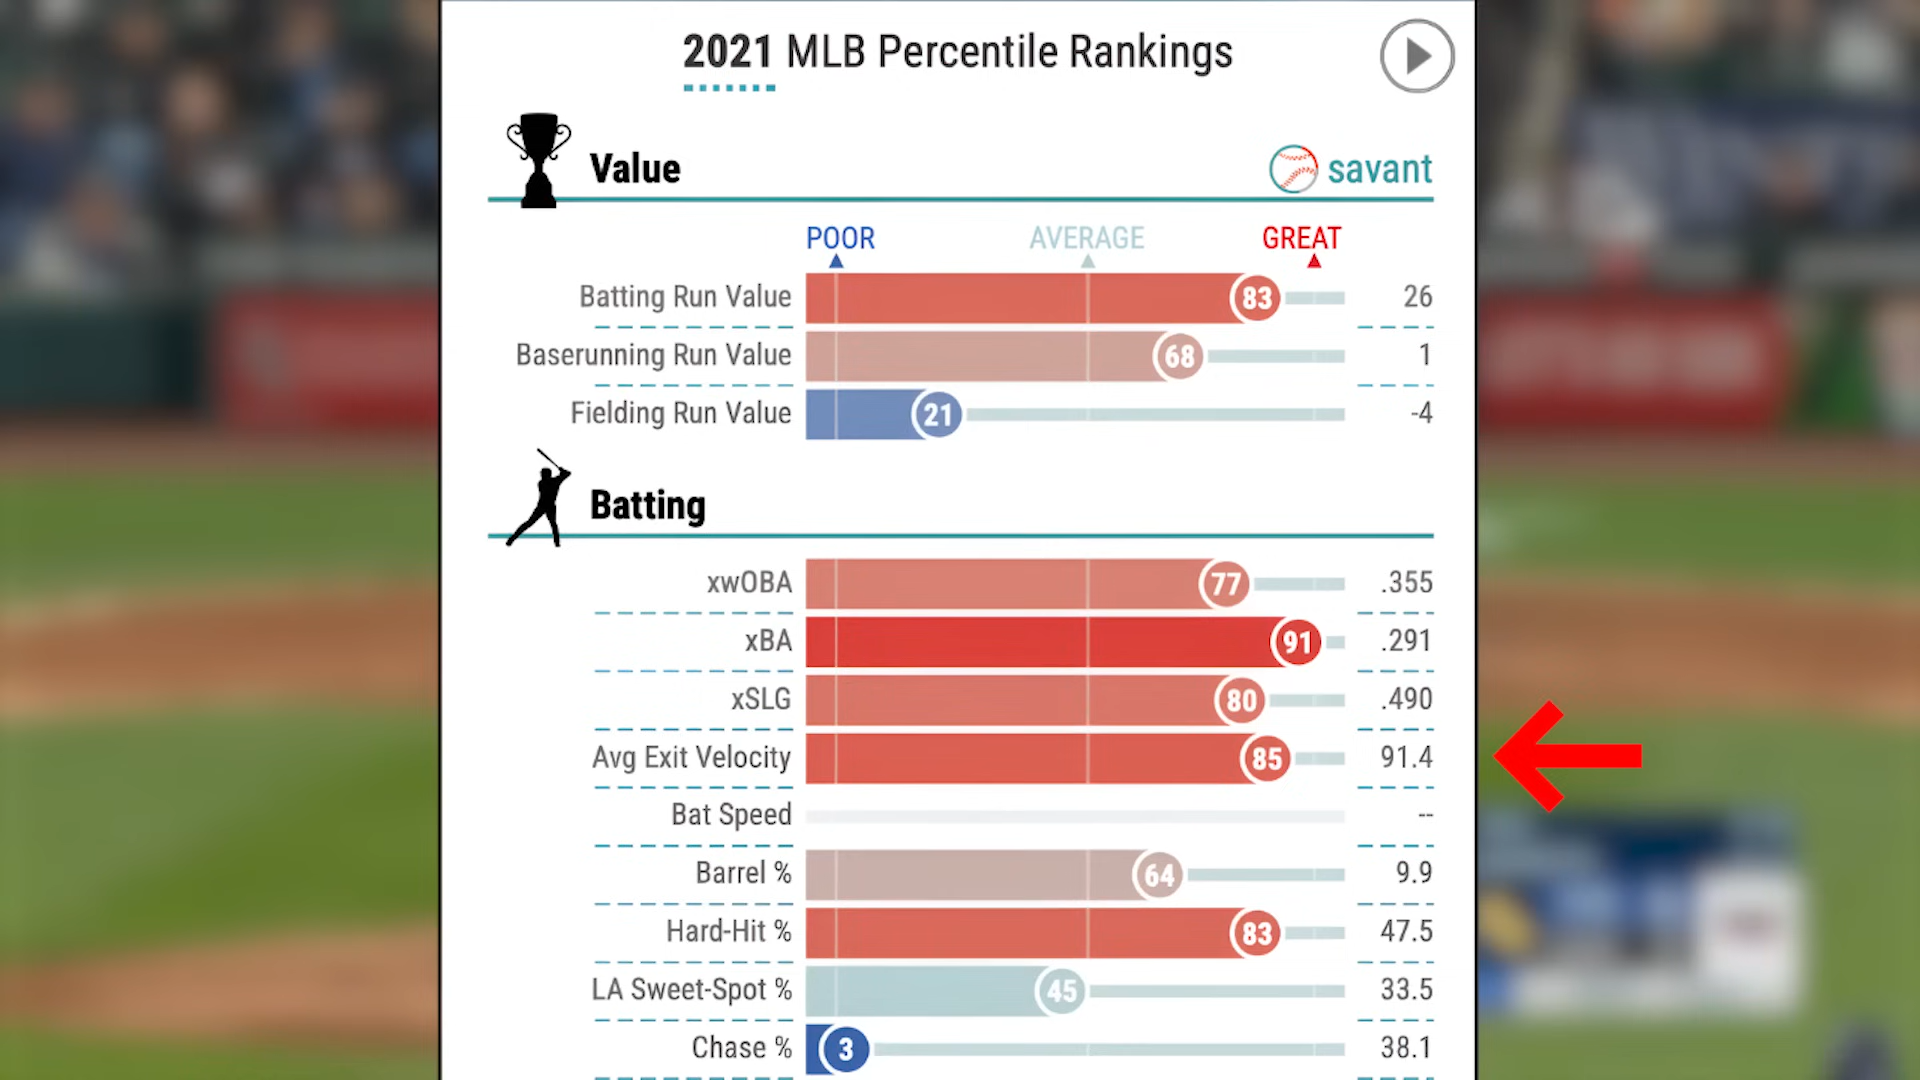 2021 MLB Percentile Rankings
Value
savant
POOR AVERAGE GREAT
Batting Run Value 83 26
Baserunning Run Value 68 1
Fielding Run Value 21 -4
Batting
xwOBA 77 .355
xBA 91 .291
xSLG 80 .490
Avg Exit Velocity 85 91.4
Bat Speed --
Barrel % 64 9.9
Hard-Hit % 83 47.5
LA Sweet-Spot % 45 33.5
Chase % 3 38.1